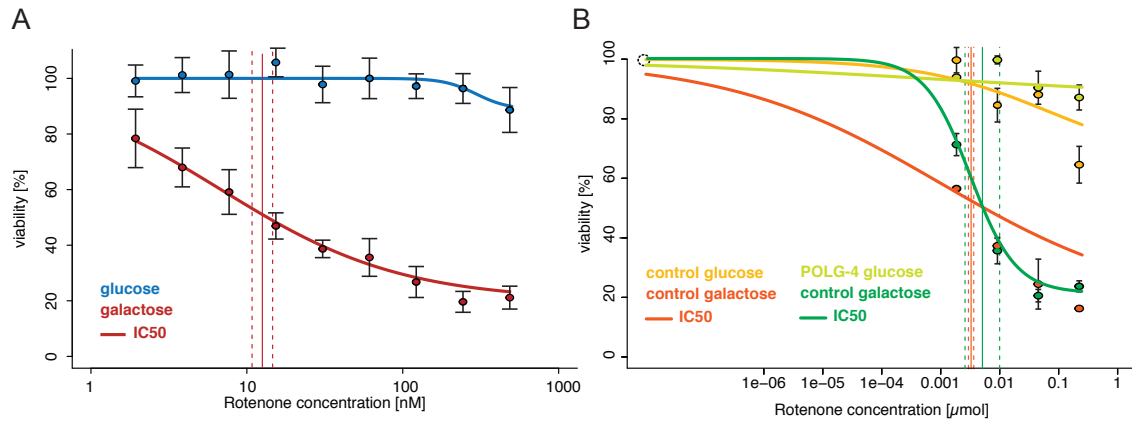 A
viability [%]
100
80
60
40
20
0
glucose
galactose
IC50
1
10
100
1000
Rotenone concentration [nM]
B
viability [%]
100
80
60
40
20
0
control glucose
control galactose
IC50
POLG-4 glucose
control galactose
IC50
1e-06
1e-05
1e-04
0.001
0.01
0.1
1
Rotenone concentration [µmol]